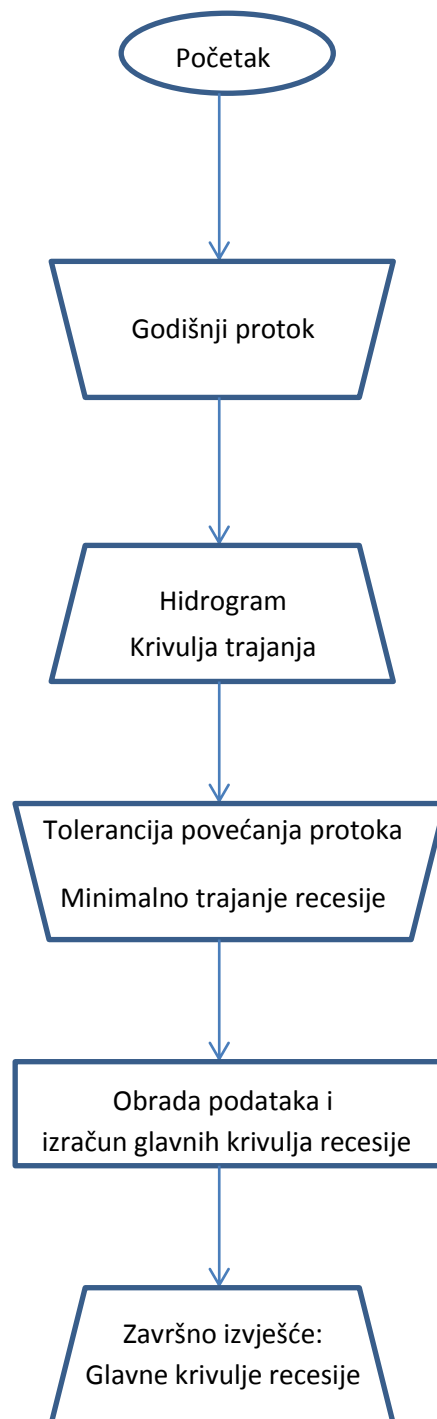 Početak
Godišnji protok
Hidrogram
Krivulja trajanja
Tolerancija povećanja protoka
Minimalno trajanje recesije
Obrada podataka i
izračun glavnih krivulja recesije
Završno izvješće:
Glavne krivulje recesije